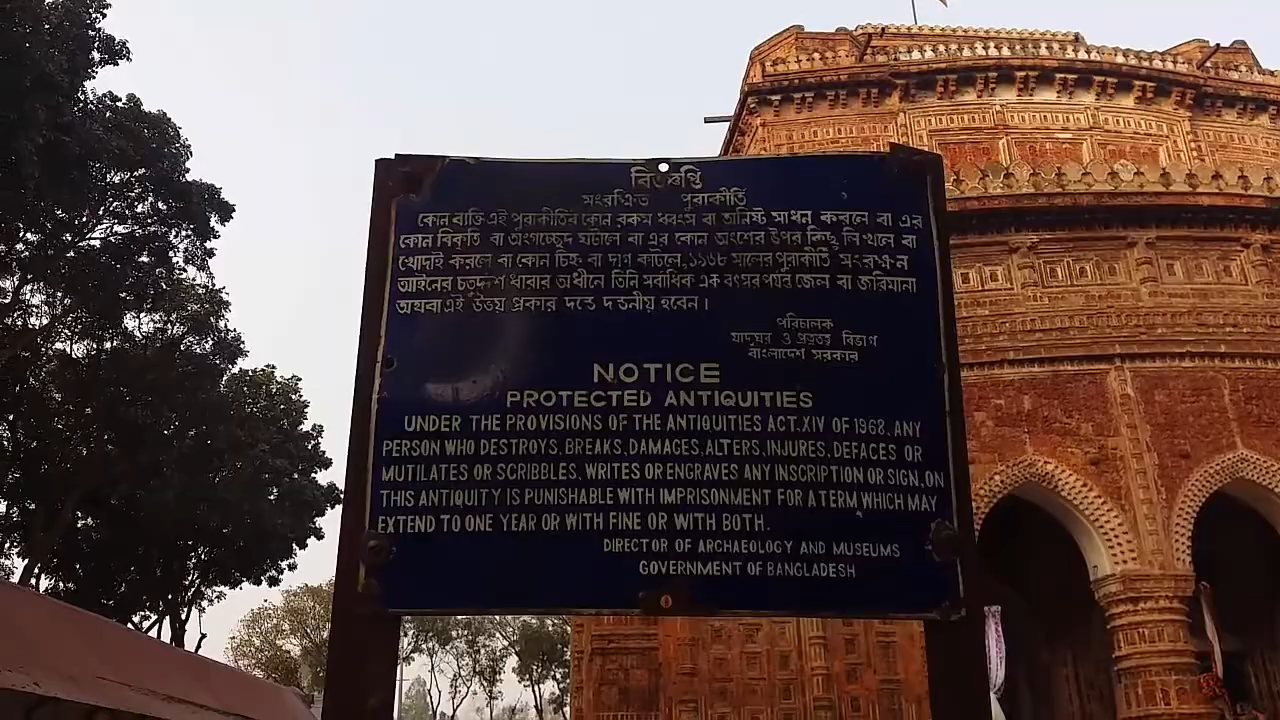 বিজ্ঞপ্তি
সংরক্ষিত পুরাকীর্তি
কোন ব্যক্তি এই পুরাকীর্তির কোন রকম ধ্বংস বা অনিষ্ট সাধন করলে বা এর
কোন বিকৃতি বা অংগচ্ছেদ ঘটালে বা এর কোন অংশের উপর কিছু লিখলে বা
খোদাই করলে বা কোন চিহ্ন বা দাগ কাটলে, ১৯৬৮ সালের পুরাকীর্তি সংরক্ষন
আইনের চতুর্দ্দশ ধারার অধীনে তিনি সর্বাধিক এক বৎসর পর্যন্ত জেল বা জরিমানা
অথবা এই উভয় প্রকার দন্ডে দন্ডনীয় হবেন।
পরিচালক
যাদুঘর ও প্রত্নতত্ত্ব বিভাগ
বাংলাদেশ সরকার
NOTICE
PROTECTED ANTIQUITIES
UNDER THE PROVISIONS OF THE ANTIQUITIES ACT.XIV OF 1968, ANY
PERSON WHO DESTROYS, BREAKS, DAMAGES, ALTERS, INJURES, DEFACES OR
MUTILATES OR SCRIBBLES, WRITES OR ENGRAVES ANY INSCRIPTION OR SIGN, ON
THIS ANTIQUITY IS PUNISHABLE WITH IMPRISONMENT FOR A TERM WHICH MAY
EXTEND TO ONE YEAR OR WITH FINE OR WITH BOTH.
DIRECTOR OF ARCHAEOLOGY AND MUSEUMS
GOVERNMENT OF BANGLADESH